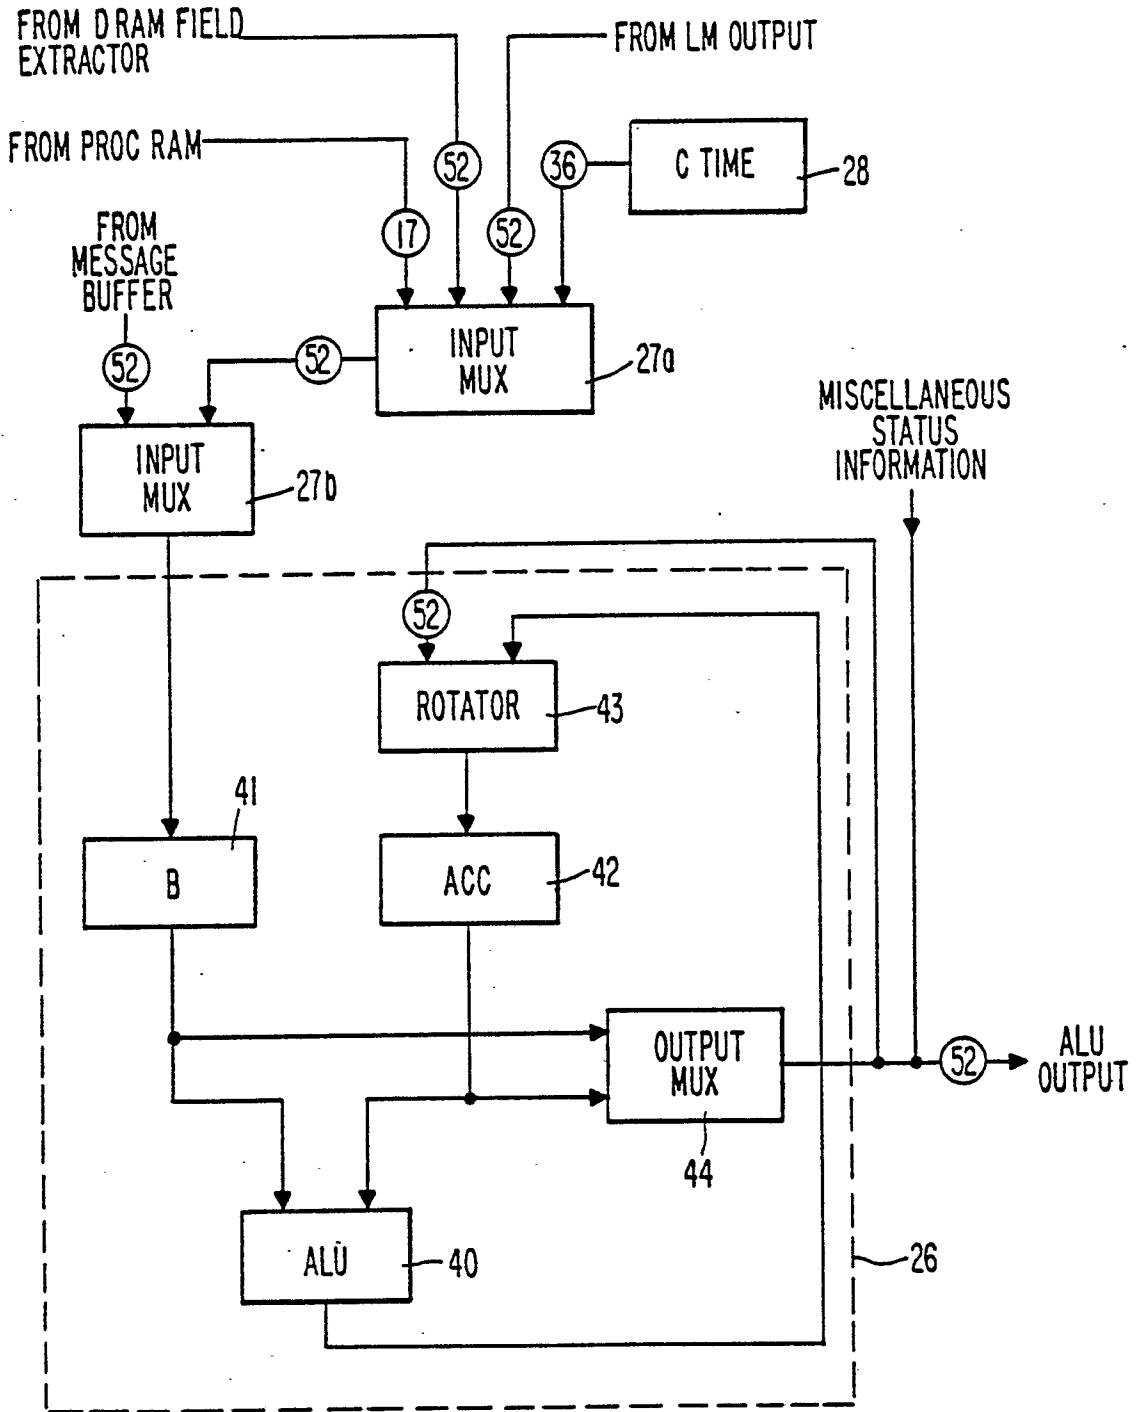 FROM DRAM FIELD
EXTRACTOR
FROM LM OUTPUT
FROM PROC RAM
52
36
C TIME
28
17
52
FROM
MESSAGE
BUFFER
52
52
INPUT
MUX
27a
INPUT
MUX
27b
MISCELLANEOUS
STATUS
INFORMATION
52
ROTATOR
43
41
B
ACC
42
OUTPUT
MUX
44
52
ALU
OUTPUT
ALU
40
26